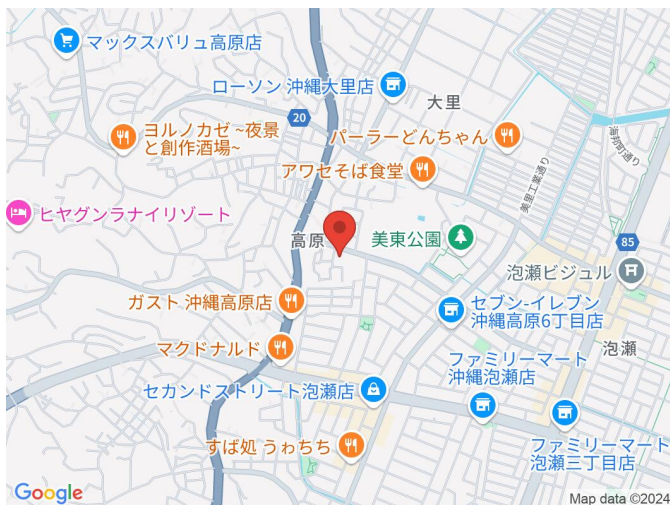 マックスバリュ高原店
ローソン 沖縄大里店
大里
20
ヨルノカゼ ~夜景
と創作酒場~
パーラーどんちゃん
アワセそば食堂
美里工業通り
海邦町通り
ヒヤグンラナイリゾート
高原
美東公園
85
泡瀬ビジュル
ガスト 沖縄高原店
セブン-イレブン
沖縄高原6丁目店
泡瀬
マクドナルド
ファミリーマート
沖縄泡瀬店
セカンドストリート泡瀬店
すば処 うゎちち
ファミリーマート
泡瀬三丁目店
Google
Map data ©2024